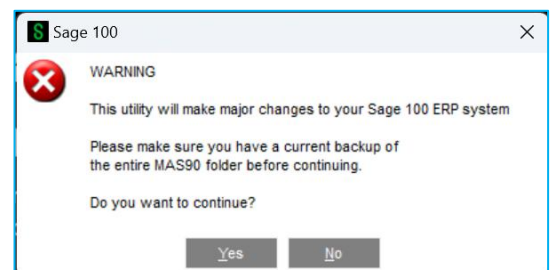 Sage 100
WARNING
This utility will make major changes to your Sage 100 ERP system
Please make sure you have a current backup of
the entire MAS90 folder before continuing.
Do you want to continue?
Yes No